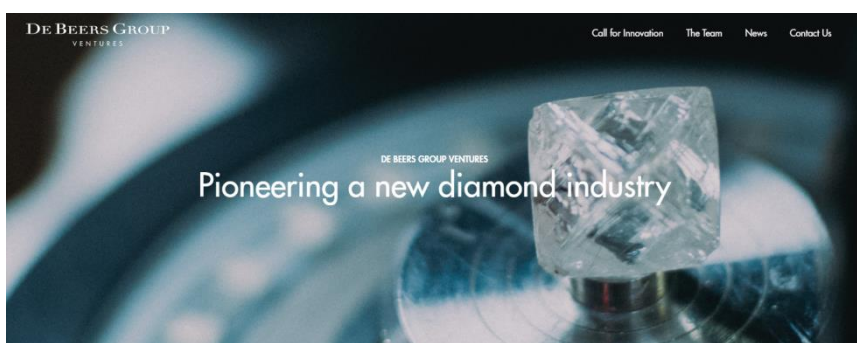 DE BEERS GROUP
VENTURES
Call for Innovation
The Team
News
Contact Us
DE BEERS GROUP VENTURES
Pioneering a new diamond industry